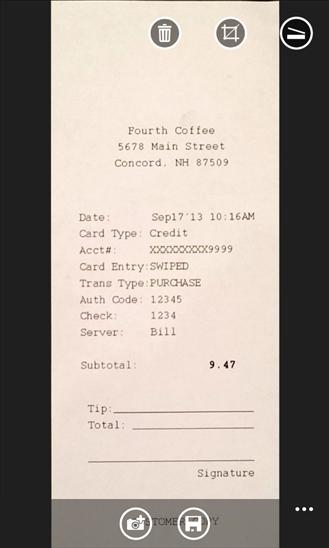 Fourth Coffee
5678 Main Street
Concord. NH 87509
Date: Sep17'13 10:16AM
Card Type: Credit
Acct#: XXXXXXXXX9999
Card Entry:SWIPED
Trans Type:PURCHASE
Auth Code: 12345
Check: 1234
Server: Bill
Subtotal: 9.47
Tip:
Total:
Signature